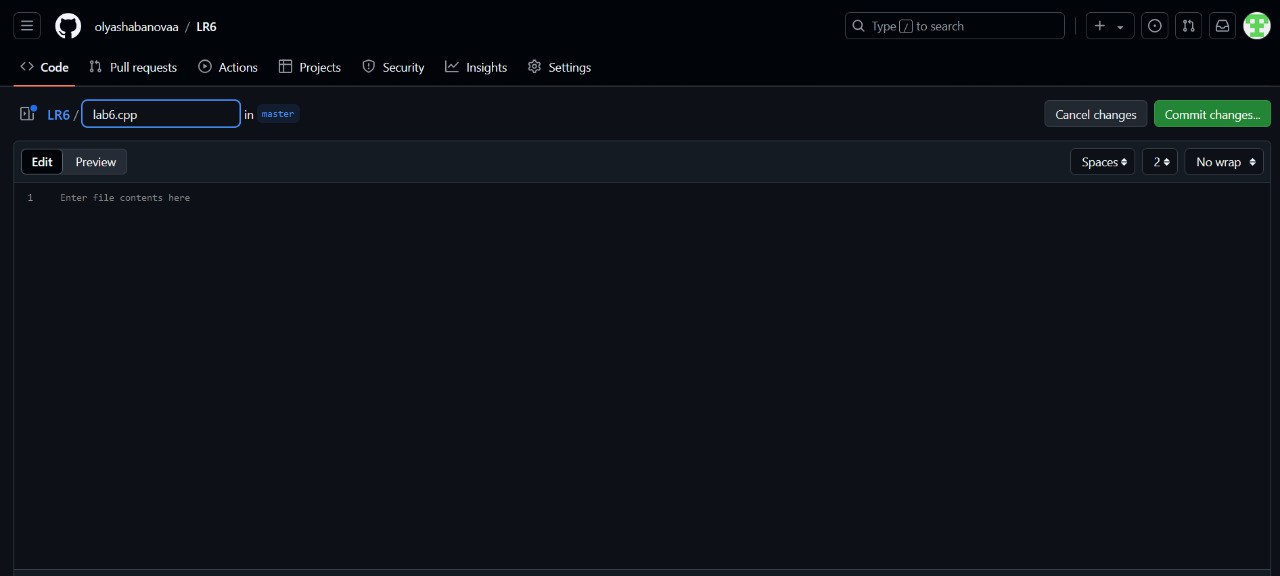 olyashabanovaa / LR6
Type / to search
Code Pull requests Actions Projects Security Insights Settings
LR6 / lab6.cpp in master
Cancel changes Commit changes...
Edit Preview
Spaces 2 No wrap
1 Enter file contents here